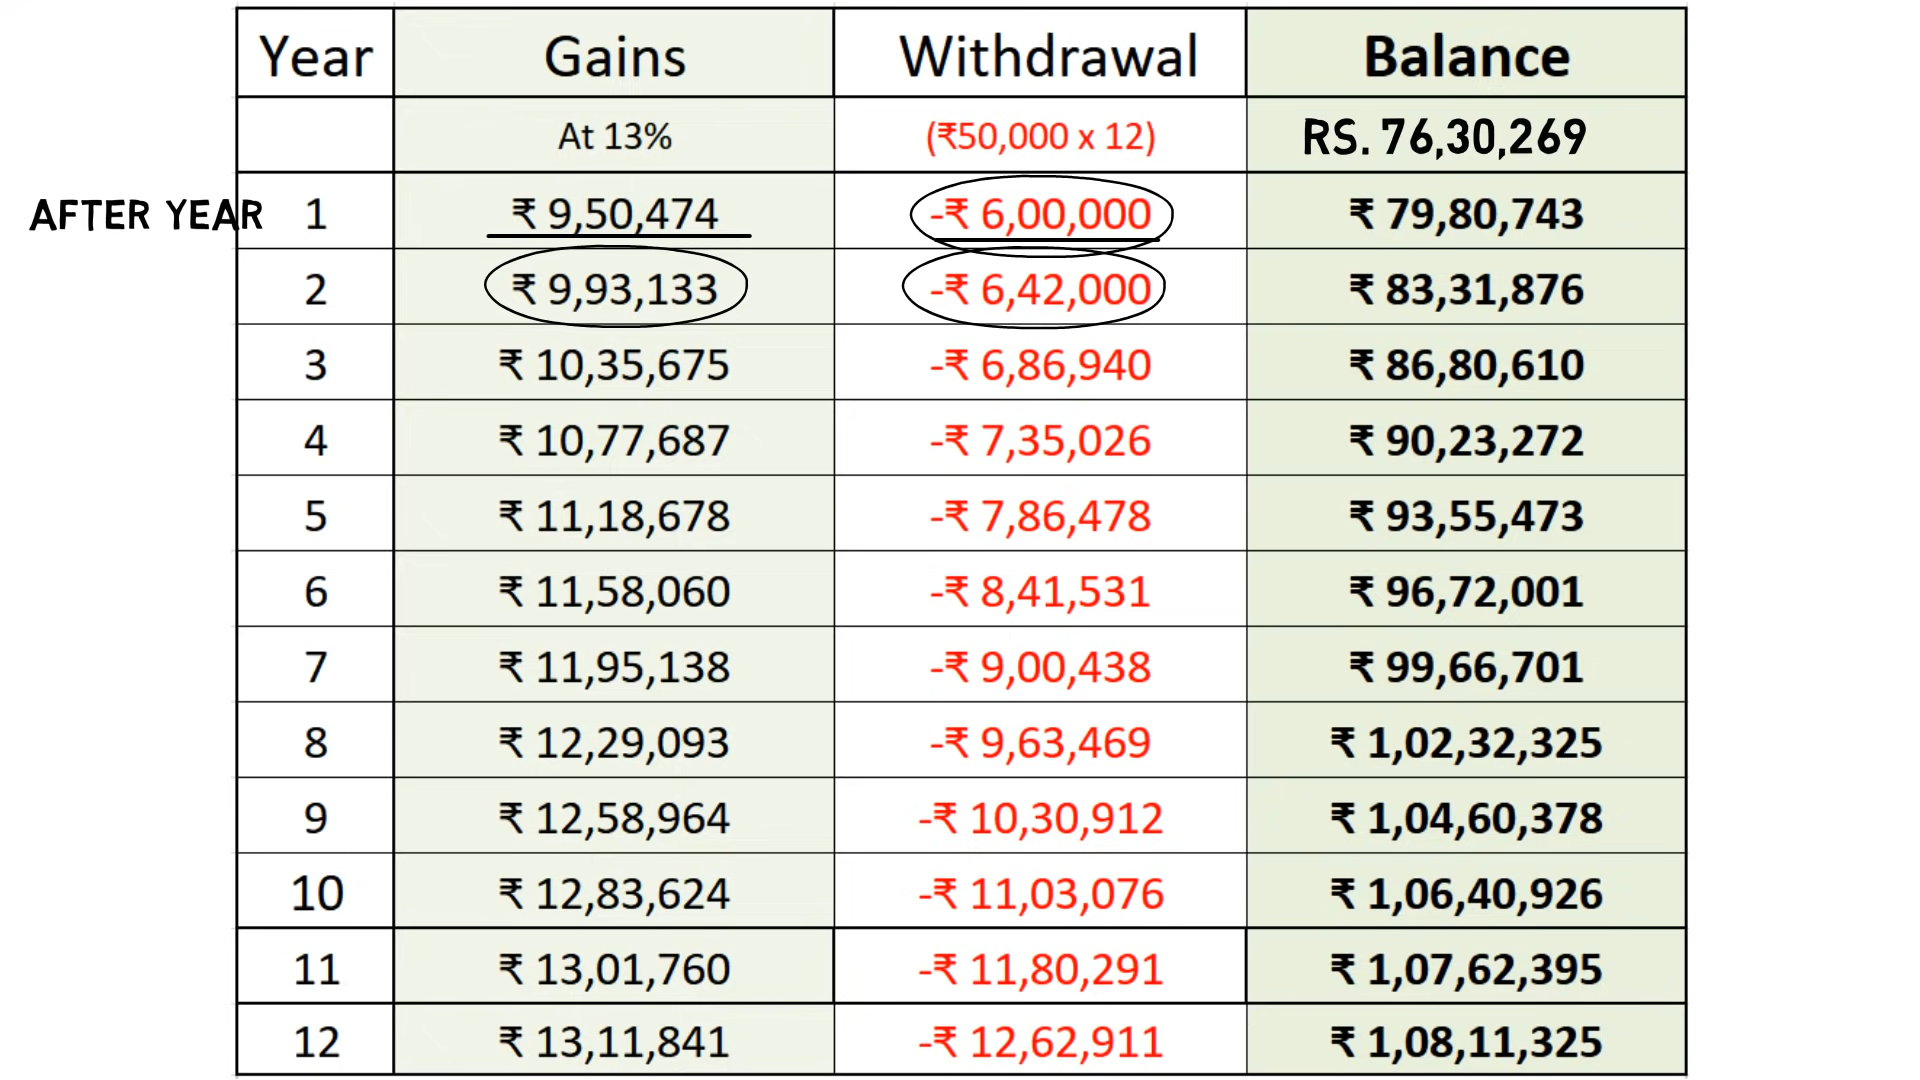 Year Gains Withdrawal Balance
At 13% (₹50,000 x 12) RS. 76,30,269
AFTER YEAR 1 ₹ 9,50,474 -₹ 6,00,000 ₹ 79,80,743
2 ₹ 9,93,133 -₹ 6,42,000 ₹ 83,31,876
3 ₹ 10,35,675 -₹ 6,86,940 ₹ 86,80,610
4 ₹ 10,77,687 -₹ 7,35,026 ₹ 90,23,272
5 ₹ 11,18,678 -₹ 7,86,478 ₹ 93,55,473
6 ₹ 11,58,060 -₹ 8,41,531 ₹ 96,72,001
7 ₹ 11,95,138 -₹ 9,00,438 ₹ 99,66,701
8 ₹ 12,29,093 -₹ 9,63,469 ₹ 1,02,32,325
9 ₹ 12,58,964 -₹ 10,30,912 ₹ 1,04,60,378
10 ₹ 12,83,624 -₹ 11,03,076 ₹ 1,06,40,926
11 ₹ 13,01,760 -₹ 11,80,291 ₹ 1,07,62,395
12 ₹ 13,11,841 -₹ 12,62,911 ₹ 1,08,11,325